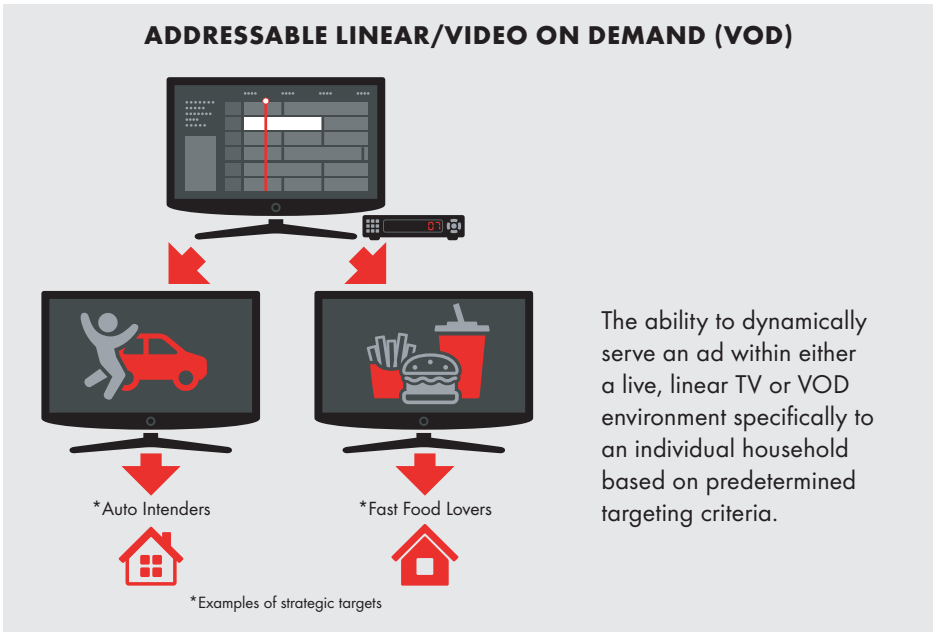 ADDRESSABLE LINEAR/VIDEO ON DEMAND (VOD)
07
The ability to dynamically
serve an ad within either
a live, linear TV or VOD
environment specifically to
an individual household
based on predetermined
targeting criteria.
*Auto Intenders
*Fast Food Lovers
*Examples of strategic targets